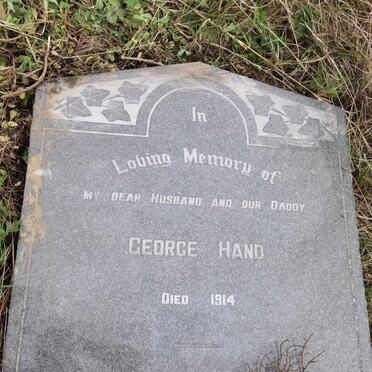 In
Loving Memory of
MY DEAR HUSBAND AND OUR DADDY
GEORGE HAND
DIED 1914